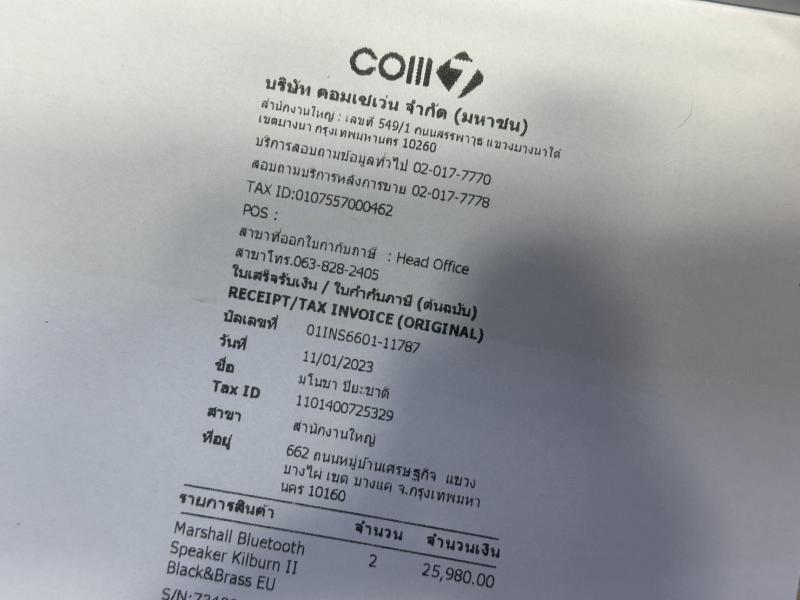 COM7
บริษัท คอมเซเว่น จำกัด (มหาชน)
สำนักงานใหญ่ : เลขที่ 549/1 ถนนสรรพาวุธ แขวงบางนาใต้
เขตบางนา กรุงเทพมหานคร 10260
บริการสอบถามข้อมูลทั่วไป 02-017-7770
สอบถามบริการหลังการขาย 02-017-7778
TAX ID:0107557000462
POS :
สาขาที่ออกใบกำกับภาษี : Head Office
สาขาโทร.063-828-2405
ใบเสร็จรับเงิน / ใบกำกับภาษี (ต้นฉบับ)
RECEIPT/TAX INVOICE (ORIGINAL)
บิลเลขที่ 01INS6601-11787
วันที่ 11/01/2023
ชื่อ มโนชา ปิยะชาติ
Tax ID 1101400725329
สาขา สำนักงานใหญ่
ที่อยู่ 662 ถนนหมู่บ้านเศรษฐกิจ แขวง
บางไผ่ เขต บางแค จ.กรุงเทพมหา
นคร 10160
รายการสินค้า จำนวน จำนวนเงิน
Marshall Bluetooth
Speaker Kilburn II 2 25,980.00
Black&Brass EU